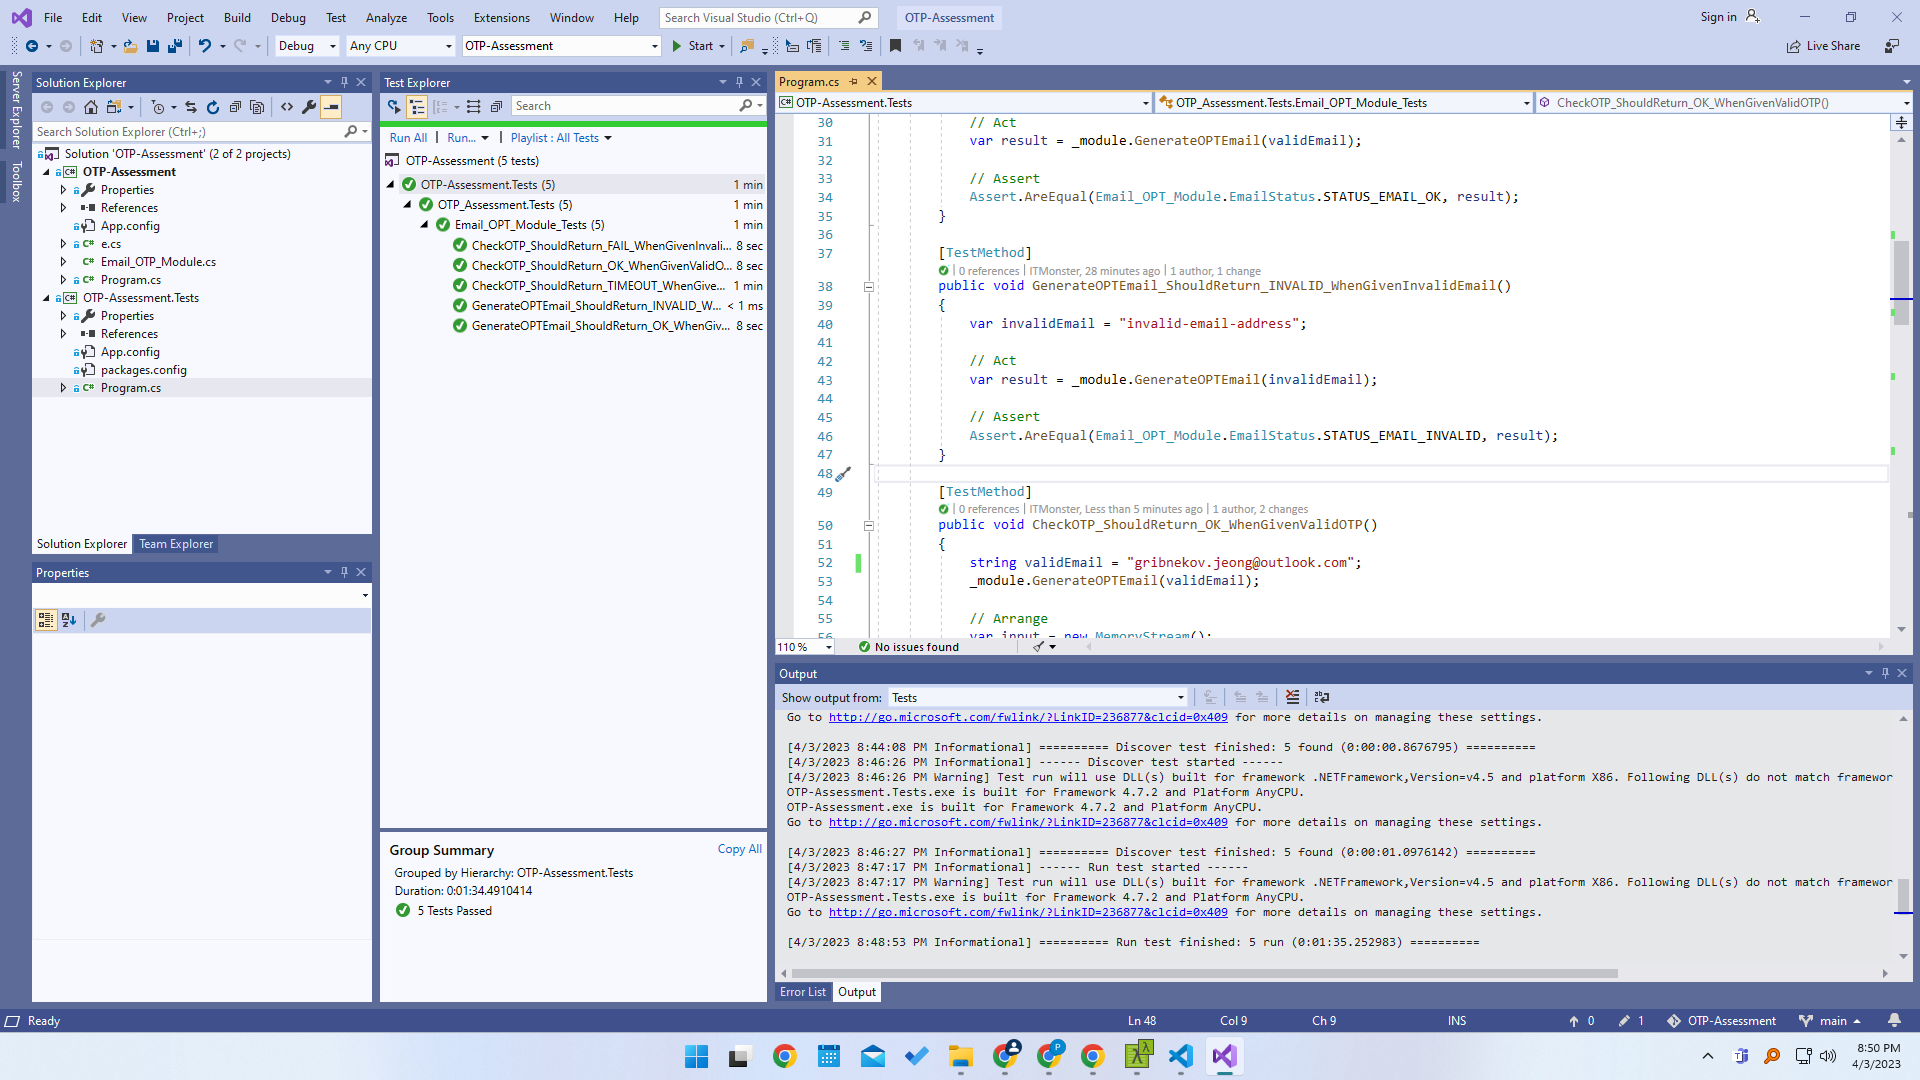 File Edit View Project Build Debug Test Analyze Tools Extensions Window Help Search Visual Studio (Ctrl+Q) OTP-Assessment Sign in
Debug Any CPU OTP-Assessment Start Live Share
Server Explorer
Toolbox
Solution Explorer
Search Solution Explorer (Ctrl+;)
Solution 'OTP-Assessment' (2 of 2 projects)
OTP-Assessment
Properties
References
App.config
e.cs
Email_OTP_Module.cs
Program.cs
OTP-Assessment.Tests
Properties
References
App.config
packages.config
Program.cs
Solution Explorer Team Explorer
Properties
Test Explorer
Search
Run All | Run... | Playlist : All Tests
OTP-Assessment (5 tests)
OTP-Assessment.Tests (5) 1 min
OTP_Assessment.Tests (5) 1 min
Email_OPT_Module_Tests (5) 1 min
CheckOTP_ShouldReturn_FAIL_WhenGivenInvali... 8 sec
CheckOTP_ShouldReturn_OK_WhenGivenValidO... 8 sec
CheckOTP_ShouldReturn_TIMEOUT_WhenGive... 1 min
GenerateOPTEmail_ShouldReturn_INVALID_W... < 1 ms
GenerateOPTEmail_ShouldReturn_OK_WhenGiv... 8 sec
Group Summary Copy All
Grouped by Hierarchy: OTP-Assessment.Tests
Duration: 0:01:34.4910414
5 Tests Passed
Program.cs
OTP-Assessment.Tests OTP_Assessment.Tests.Email_OPT_Module_Tests CheckOTP_ShouldReturn_OK_WhenGivenValidOTP()
30 // Act
31 var result = _module.GenerateOPTEmail(validEmail);
32
33 // Assert
34 Assert.AreEqual(Email_OPT_Module.EmailStatus.STATUS_EMAIL_OK, result);
35 }
36
37 [TestMethod]
| 0 references | ITMonster, 28 minutes ago | 1 author, 1 change
38 public void GenerateOPTEmail_ShouldReturn_INVALID_WhenGivenInvalidEmail()
39 {
40 var invalidEmail = "invalid-email-address";
41
42 // Act
43 var result = _module.GenerateOPTEmail(invalidEmail);
44
45 // Assert
46 Assert.AreEqual(Email_OPT_Module.EmailStatus.STATUS_EMAIL_INVALID, result);
47 }
48
49 [TestMethod]
| 0 references | ITMonster, Less than 5 minutes ago | 1 author, 2 changes
50 public void CheckOTP_ShouldReturn_OK_WhenGivenValidOTP()
51 {
52 string validEmail = "gribnekov.jeong@outlook.com";
53 _module.GenerateOPTEmail(validEmail);
54
55 // Arrange
56 var input = new MemoryStream();
110 % No issues found
Output
Show output from: Tests
Go to http://go.microsoft.com/fwlink/?LinkID=236877&clcid=0x409 for more details on managing these settings.
[4/3/2023 8:44:08 PM Informational] ========== Discover test finished: 5 found (0:00:00.8676795) ==========
[4/3/2023 8:46:26 PM Informational] ------ Discover test started ------
[4/3/2023 8:46:26 PM Warning] Test run will use DLL(s) built for framework .NETFramework,Version=v4.5 and platform X86. Following DLL(s) do not match framewor
OTP-Assessment.Tests.exe is built for Framework 4.7.2 and Platform AnyCPU.
OTP-Assessment.exe is built for Framework 4.7.2 and Platform AnyCPU.
Go to http://go.microsoft.com/fwlink/?LinkID=236877&clcid=0x409 for more details on managing these settings.
[4/3/2023 8:46:27 PM Informational] ========== Discover test finished: 5 found (0:00:01.0976142) ==========
[4/3/2023 8:47:17 PM Informational] ------ Run test started ------
[4/3/2023 8:47:17 PM Warning] Test run will use DLL(s) built for framework .NETFramework,Version=v4.5 and platform X86. Following DLL(s) do not match framewor
OTP-Assessment.Tests.exe is built for Framework 4.7.2 and Platform AnyCPU.
Go to http://go.microsoft.com/fwlink/?LinkID=236877&clcid=0x409 for more details on managing these settings.
[4/3/2023 8:48:53 PM Informational] ========== Run test finished: 5 run (0:01:35.252983) ==========
Error List Output
Ready Ln 48 Col 9 Ch 9 INS 0 1 OTP-Assessment main
8:50 PM
4/3/2023